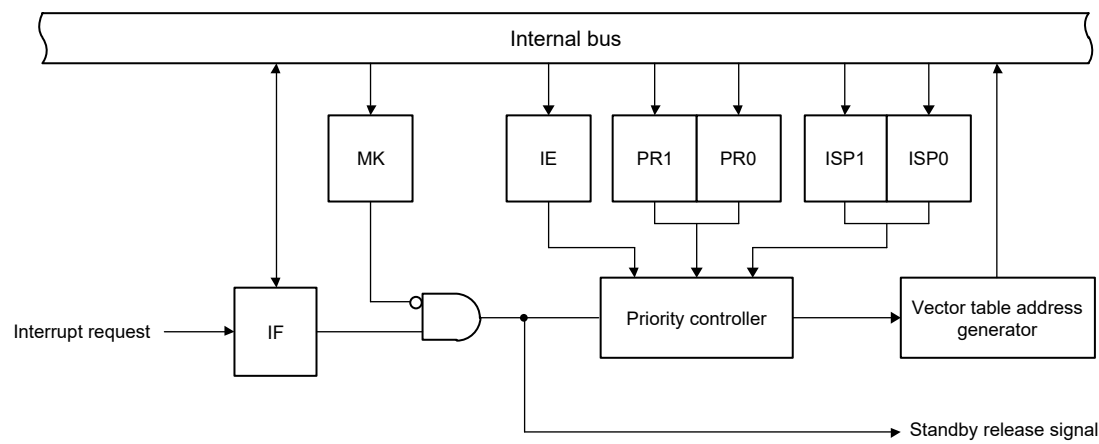 Internal bus
MK
IE
PR1
PR0
ISP1
ISP0
Interrupt request
IF
Priority controller
Vector table address
generator
Standby release signal